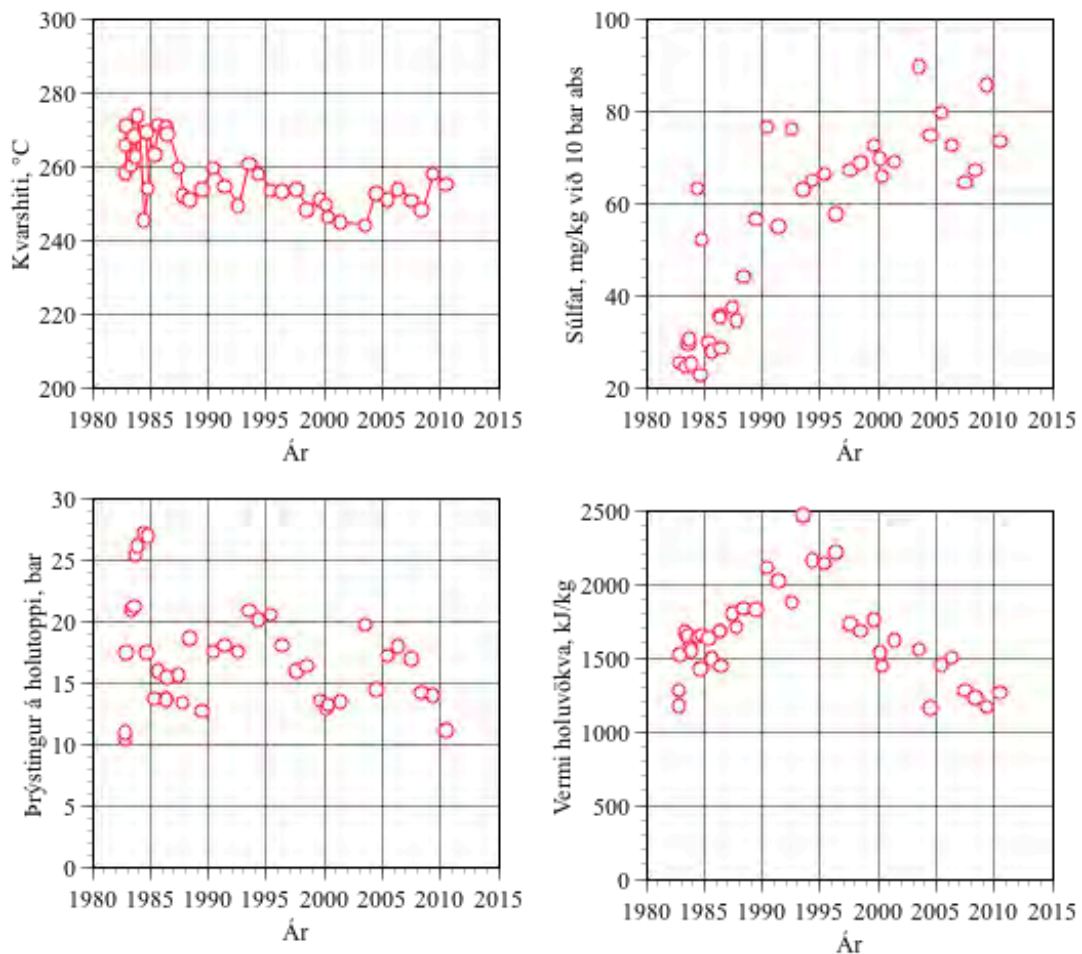 Kvarshiti, °C
300
280
260
240
220
200
1980 1985 1990 1995 2000 2005 2010 2015
Ár
Súlfat, mg/kg við 10 bar abs
100
80
60
40
20
1980 1985 1990 1995 2000 2005 2010 2015
Ár
Þrýstingur á holutoppi, bar
30
25
20
15
10
5
0
1980 1985 1990 1995 2000 2005 2010 2015
Ár
Vermi holuvökva, kJ/kg
2500
2000
1500
1000
500
0
1980 1985 1990 1995 2000 2005 2010 2015
Ár